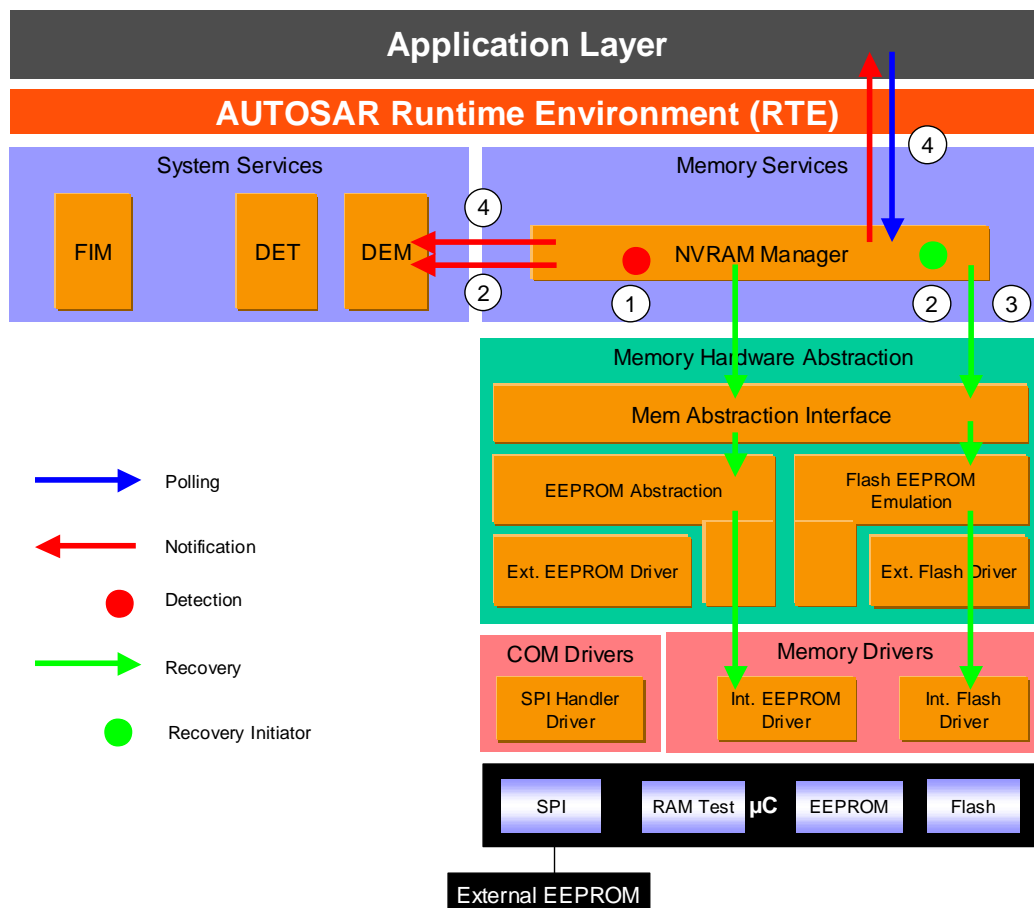 Application Layer
AUTOSAR Runtime Environment (RTE)
4
System Services
Memory Services
4
FIM
DET
DEM
NVRAM Manager
2
1
2
3
Memory Hardware Abstraction
Mem Abstraction Interface
Polling
EEPROM Abstraction
Flash EEPROM
Emulation
Notification
Ext. EEPROM Driver
Ext. Flash Driver
Detection
COM Drivers
Memory Drivers
Recovery
SPI Handler
Driver
Int. EEPROM
Driver
Int. Flash
Driver
Recovery Initiator
SPI
RAM Test
µC
EEPROM
Flash
External EEPROM